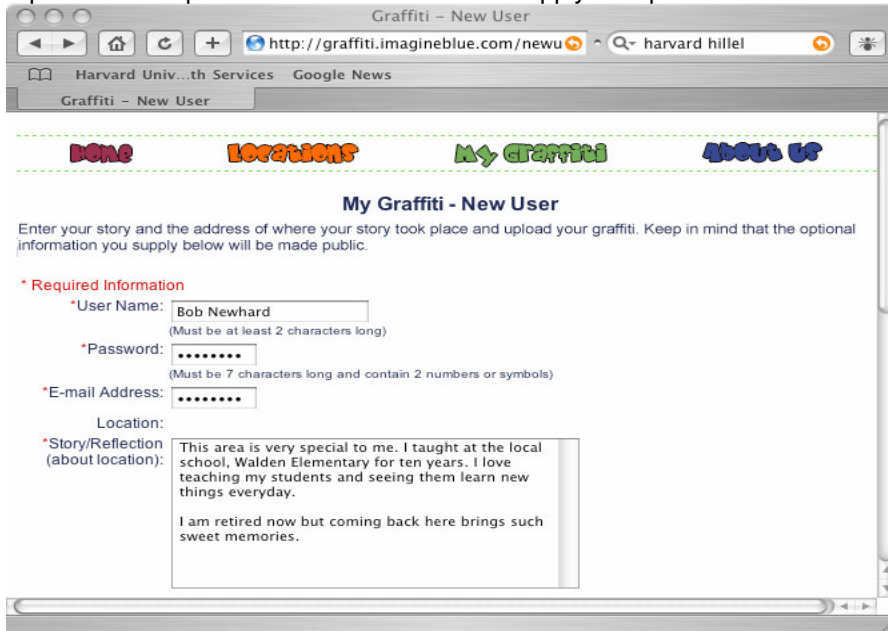 Graffiti – New User
http://graffiti.imagineblue.com/newu
harvard hillel
Harvard Univ...th Services Google News
Graffiti – New User
Home Locations My Graffiti About Us
My Graffiti - New User
Enter your story and the address of where your story took place and upload your graffiti. Keep in mind that the optional
information you supply below will be made public.
* Required Information
*User Name: Bob Newhard
(Must be at least 2 characters long)
*Password: ••••••••
(Must be 7 characters long and contain 2 numbers or symbols)
*E-mail Address: ••••••••
Location:
*Story/Reflection
(about location):
This area is very special to me. I taught at the local
school, Walden Elementary for ten years. I love
teaching my students and seeing them learn new
things everyday.
I am retired now but coming back here brings such
sweet memories.